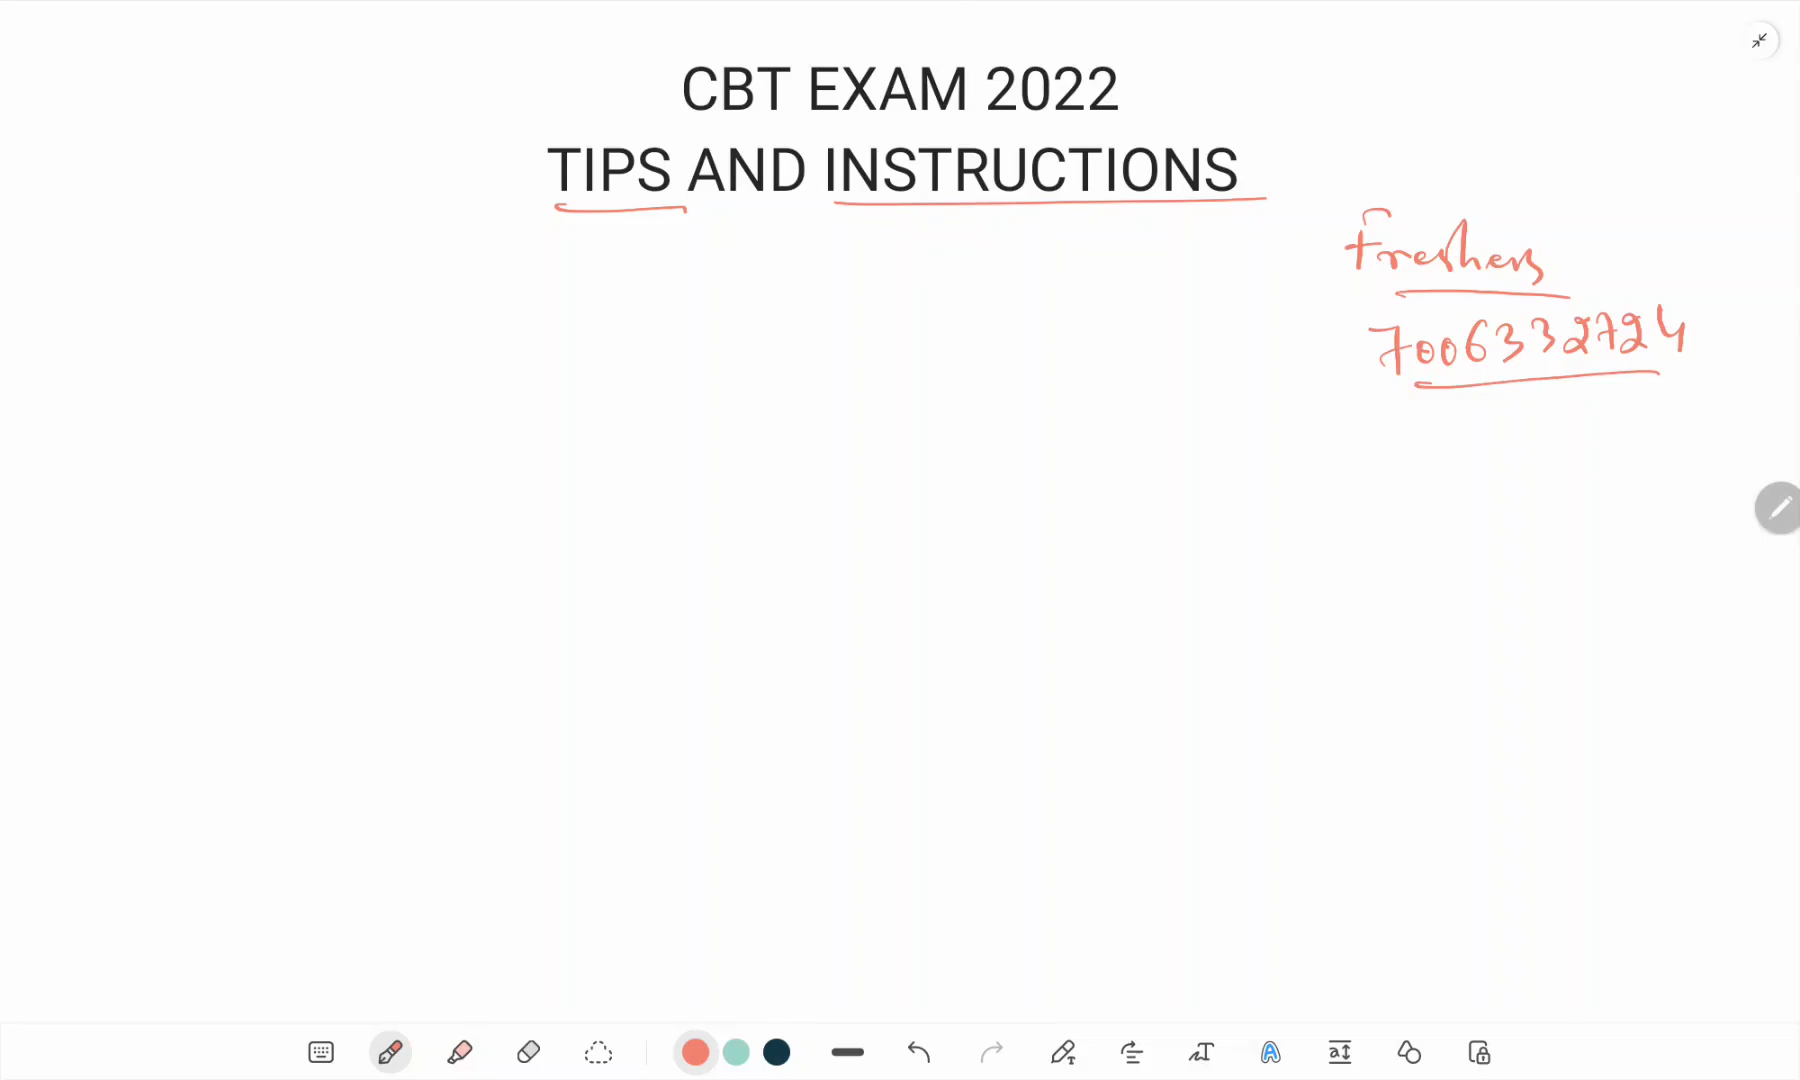 CBT EXAM 2022
TIPS AND INSTRUCTIONS
Freshers
7006332724